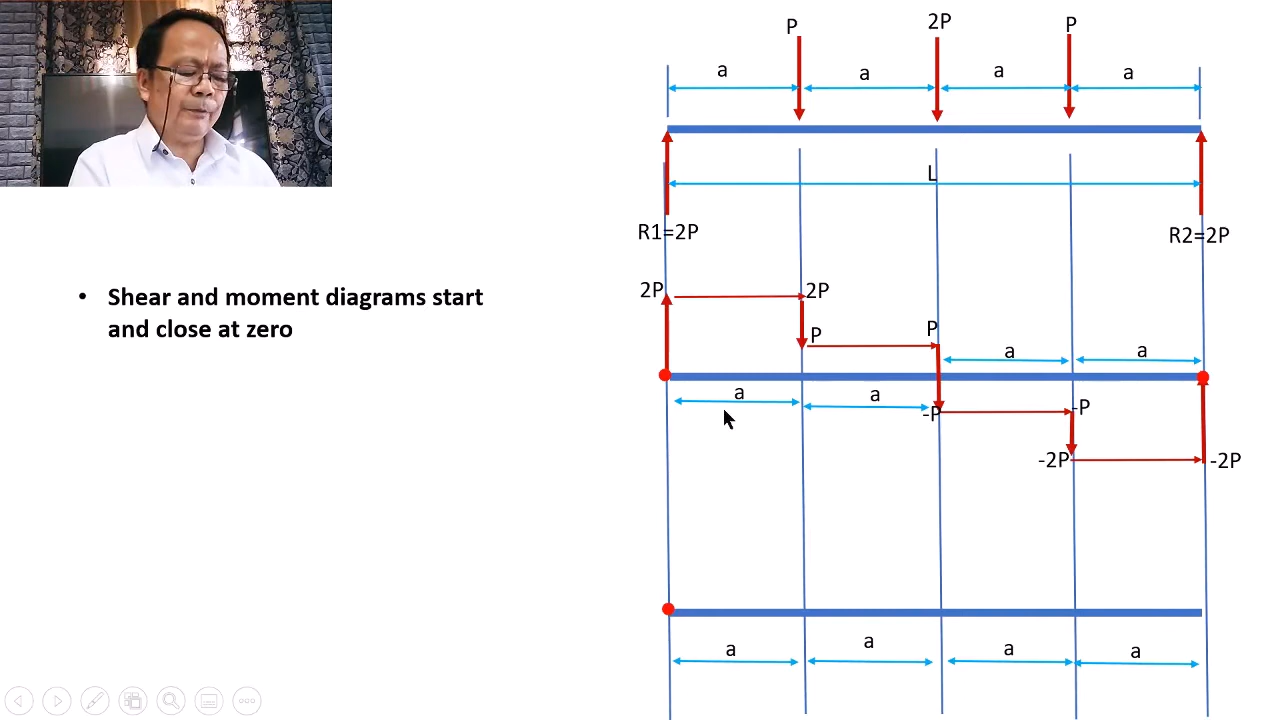 P
2P
P
a
a
a
a
L
R1=2P
R2=2P
• Shear and moment diagrams start
and close at zero
2P
2P
P
P
a
a
a
a
-P
-P
-2P
-2P
a
a
a
a